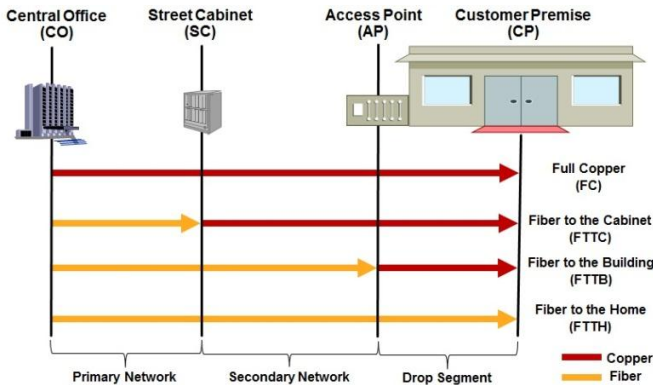 Central Office
(CO)
Street Cabinet
(SC)
Access Point
(AP)
Customer Premise
(CP)
Full Copper
(FC)
Fiber to the Cabinet
(FTTC)
Fiber to the Building
(FTTB)
Fiber to the Home
(FTTH)
Primary Network
Secondary Network
Drop Segment
Copper
Fiber